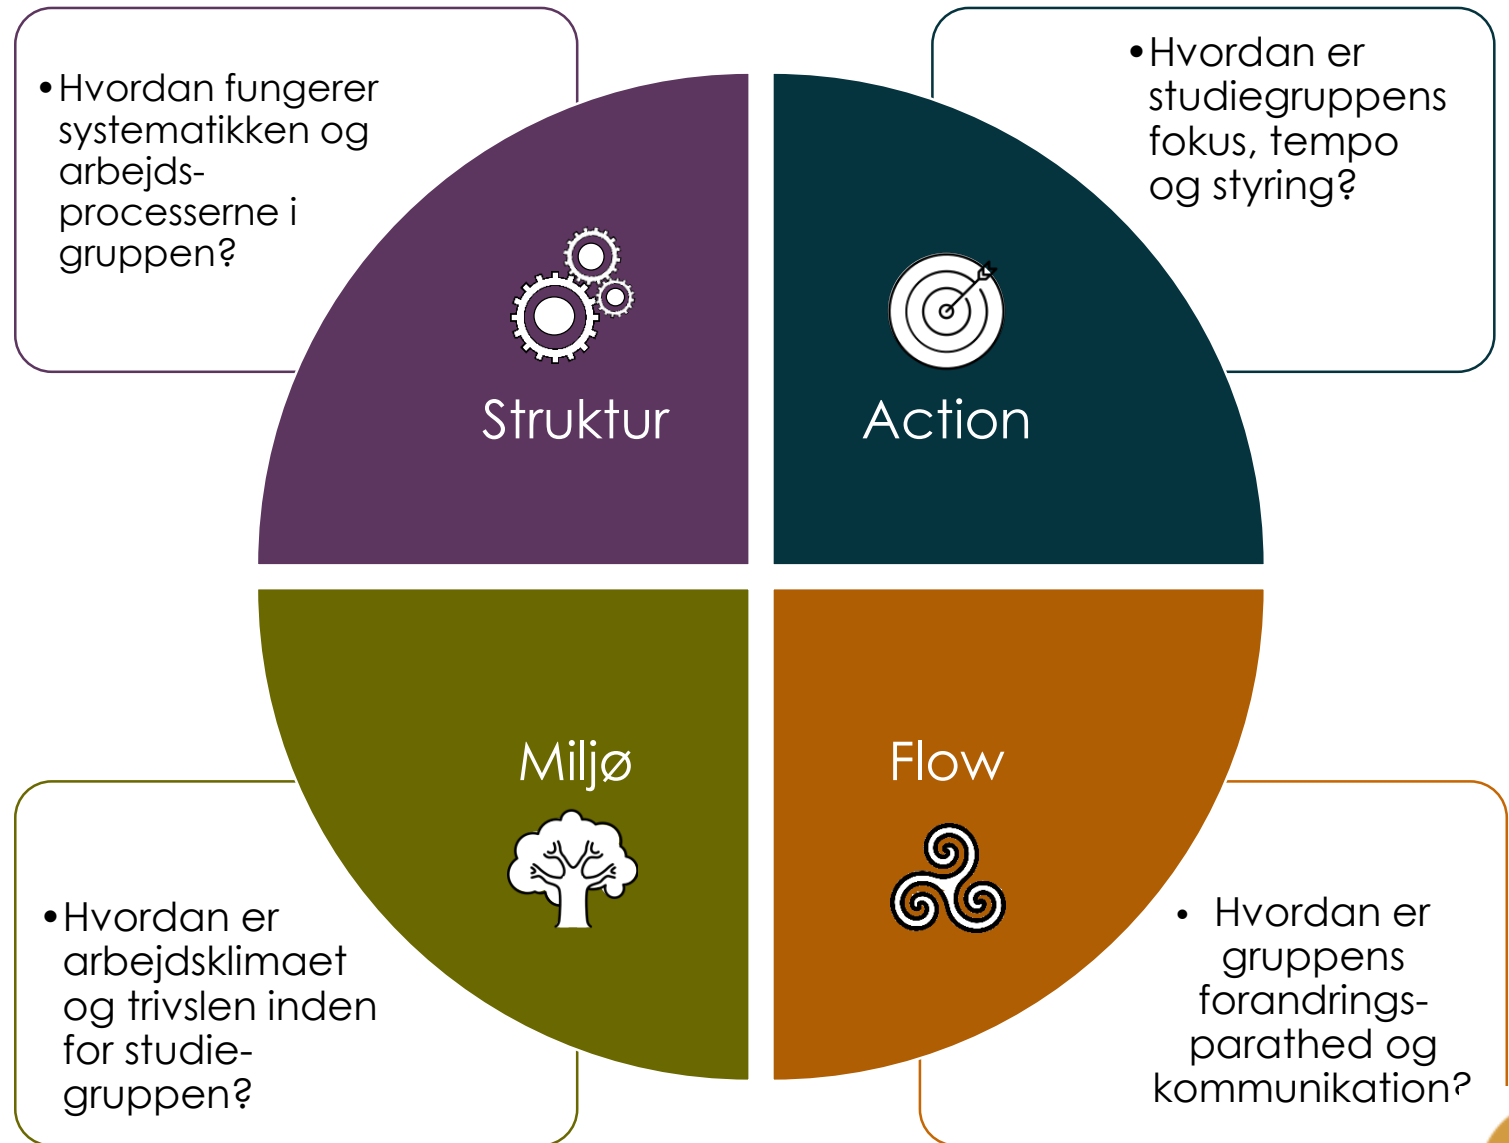 •Hvordan fungerer
systematikken og
arbejds-
processerne i
gruppen?
•Hvordan er
studiegruppens
fokus, tempo
og styring?
Struktur
Action
Miljø
Flow
•Hvordan er
arbejdsklimaet
og trivslen inden
for studie-
gruppen?
• Hvordan er
gruppens
forandrings-
parathed og
kommunikation?